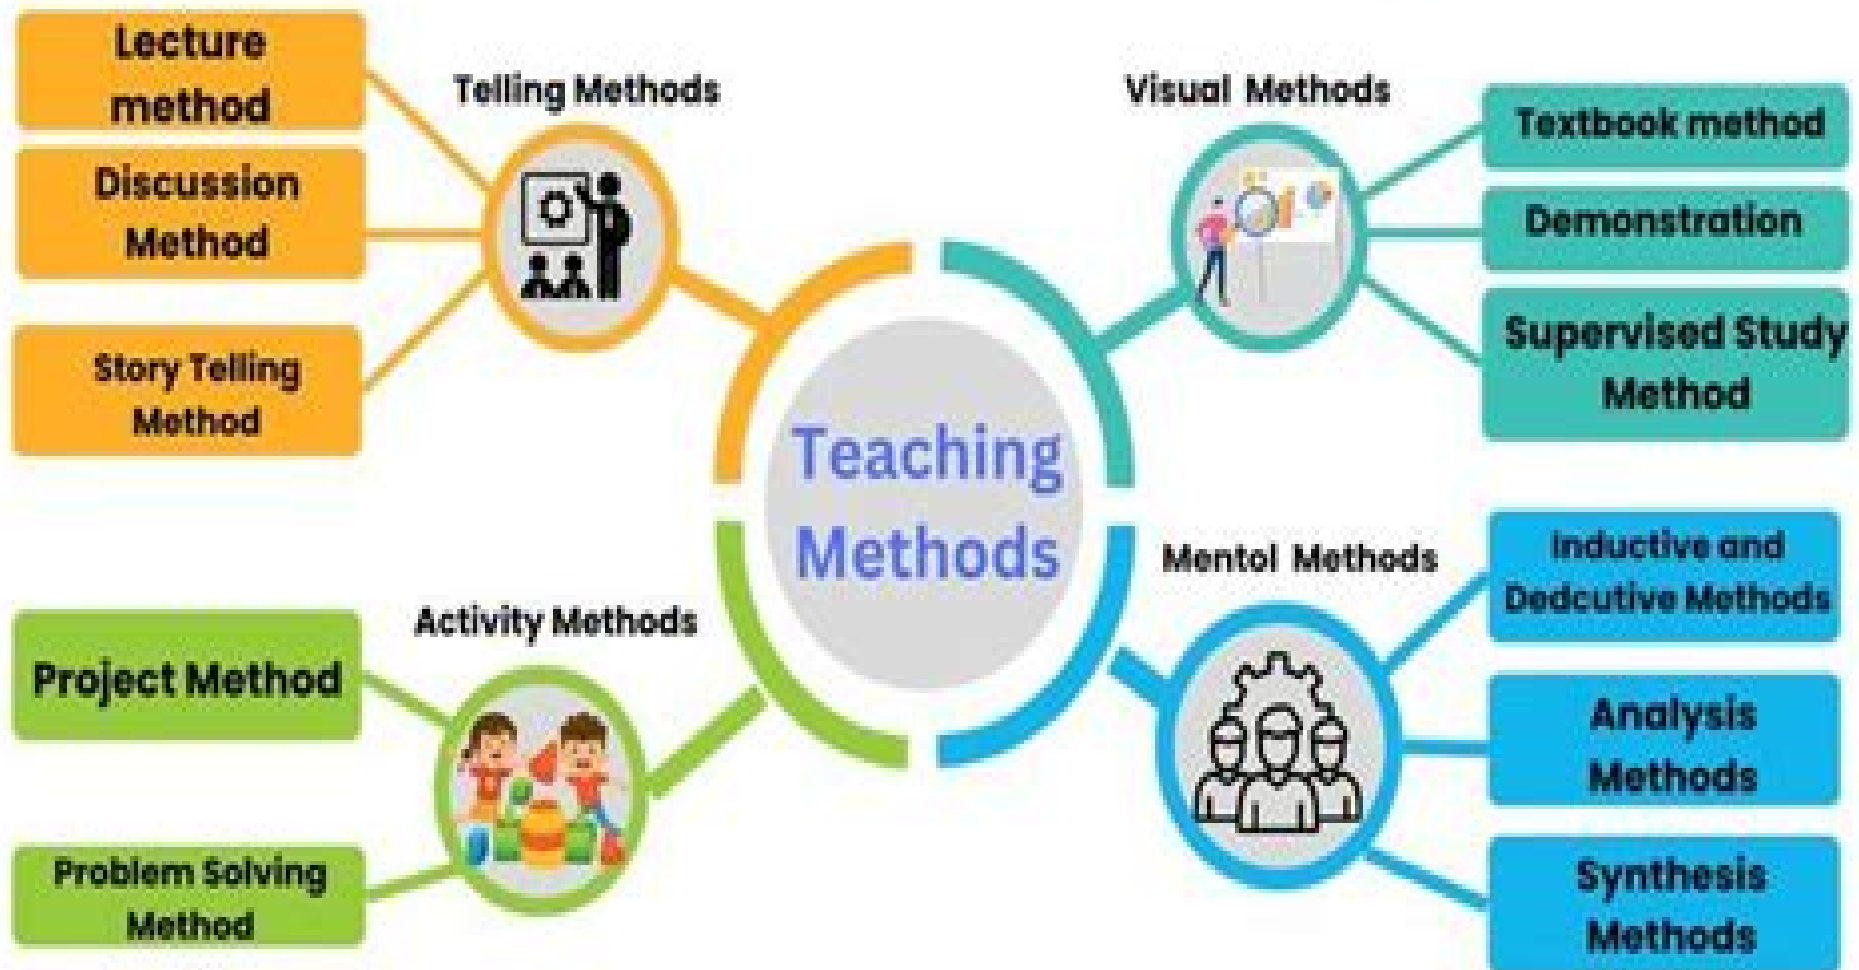 Lecture
method
Telling Methods
Discussion
Method
Story Telling
Method
Visual Methods
Textbook method
Demonstration
Supervised Study
Method
Teaching
Methods
Activity Methods
Project Method
Problem Solving
Method
Mentol Methods
Inductive and
Dedcutive Methods
Analysis
Methods
Synthesis
Methods